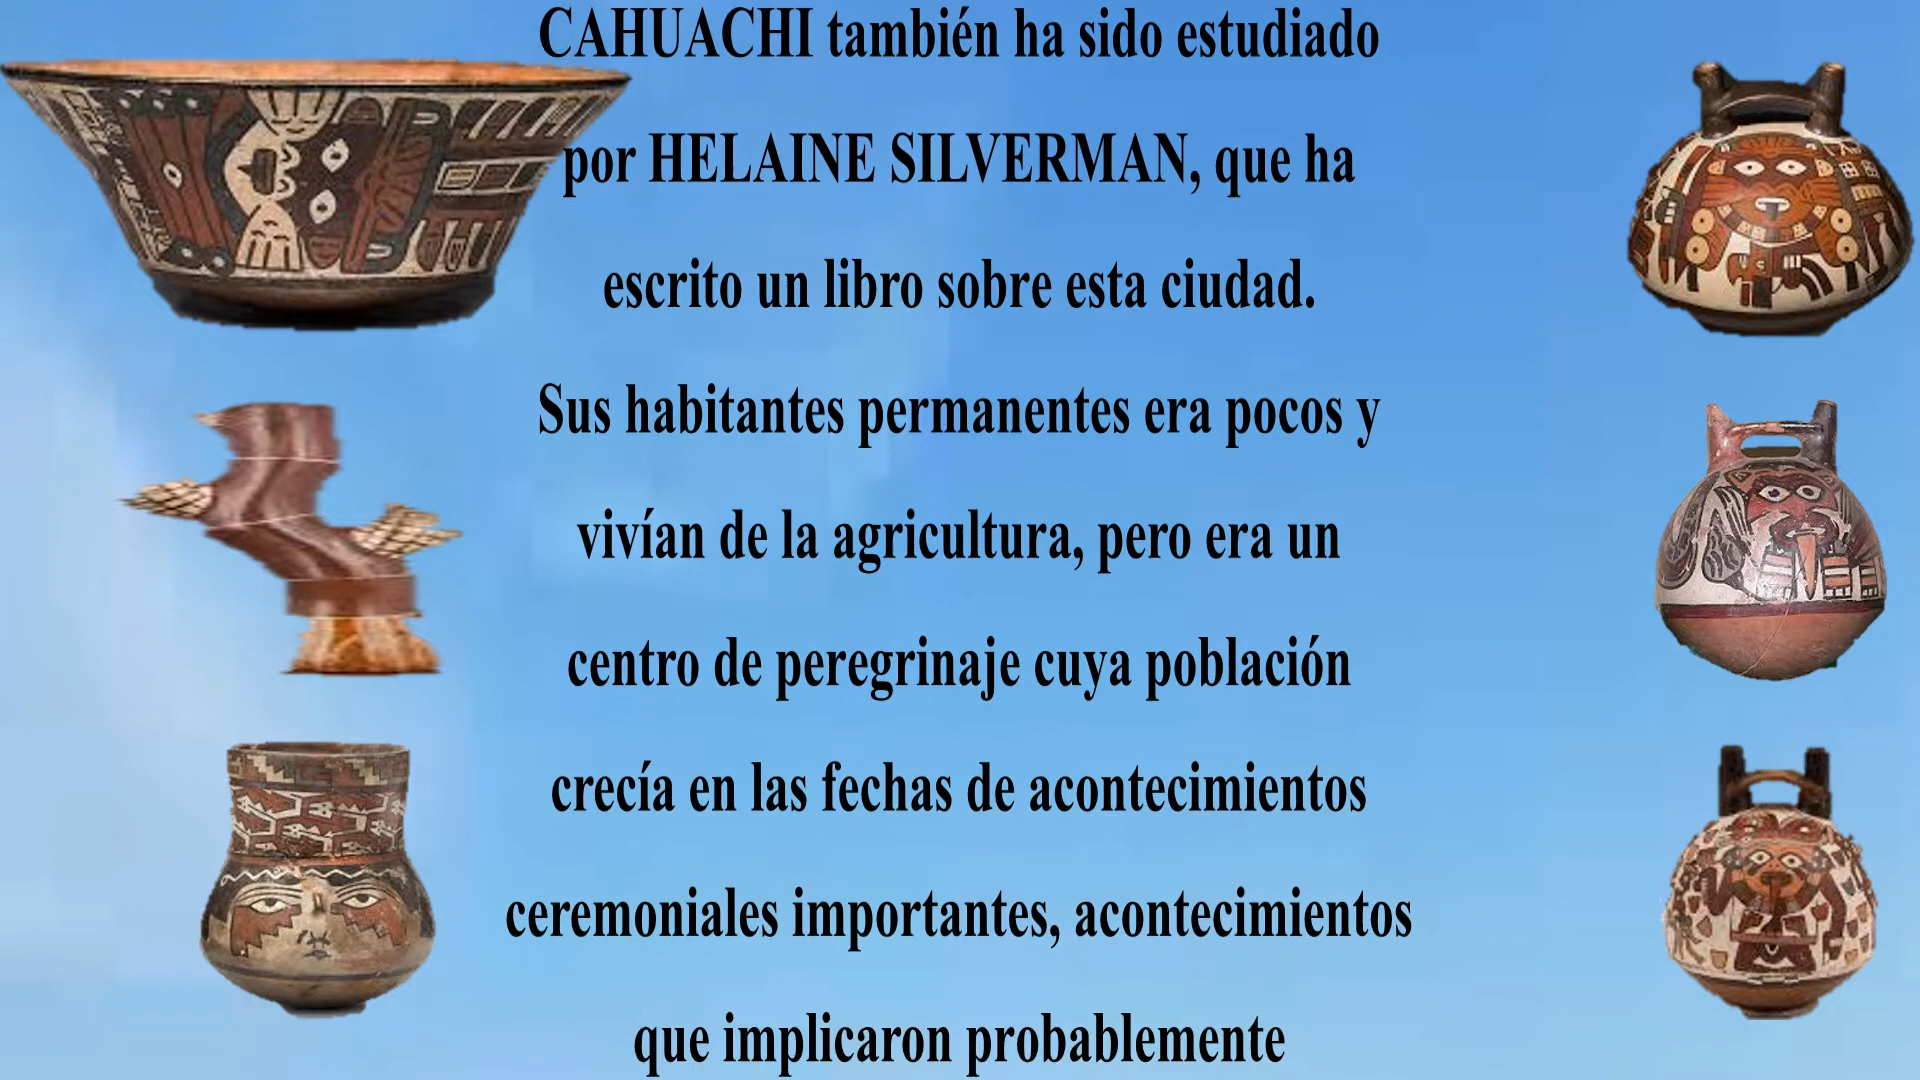 CAHUACHI también ha sido estudiado
por HELAINE SILVERMAN, que ha
escrito un libro sobre esta ciudad.
Sus habitantes permanentes era pocos y
vivían de la agricultura, pero era un
centro de peregrinaje cuya población
crecía en las fechas de acontecimientos
ceremoniales importantes, acontecimientos
que implicaron probablemente